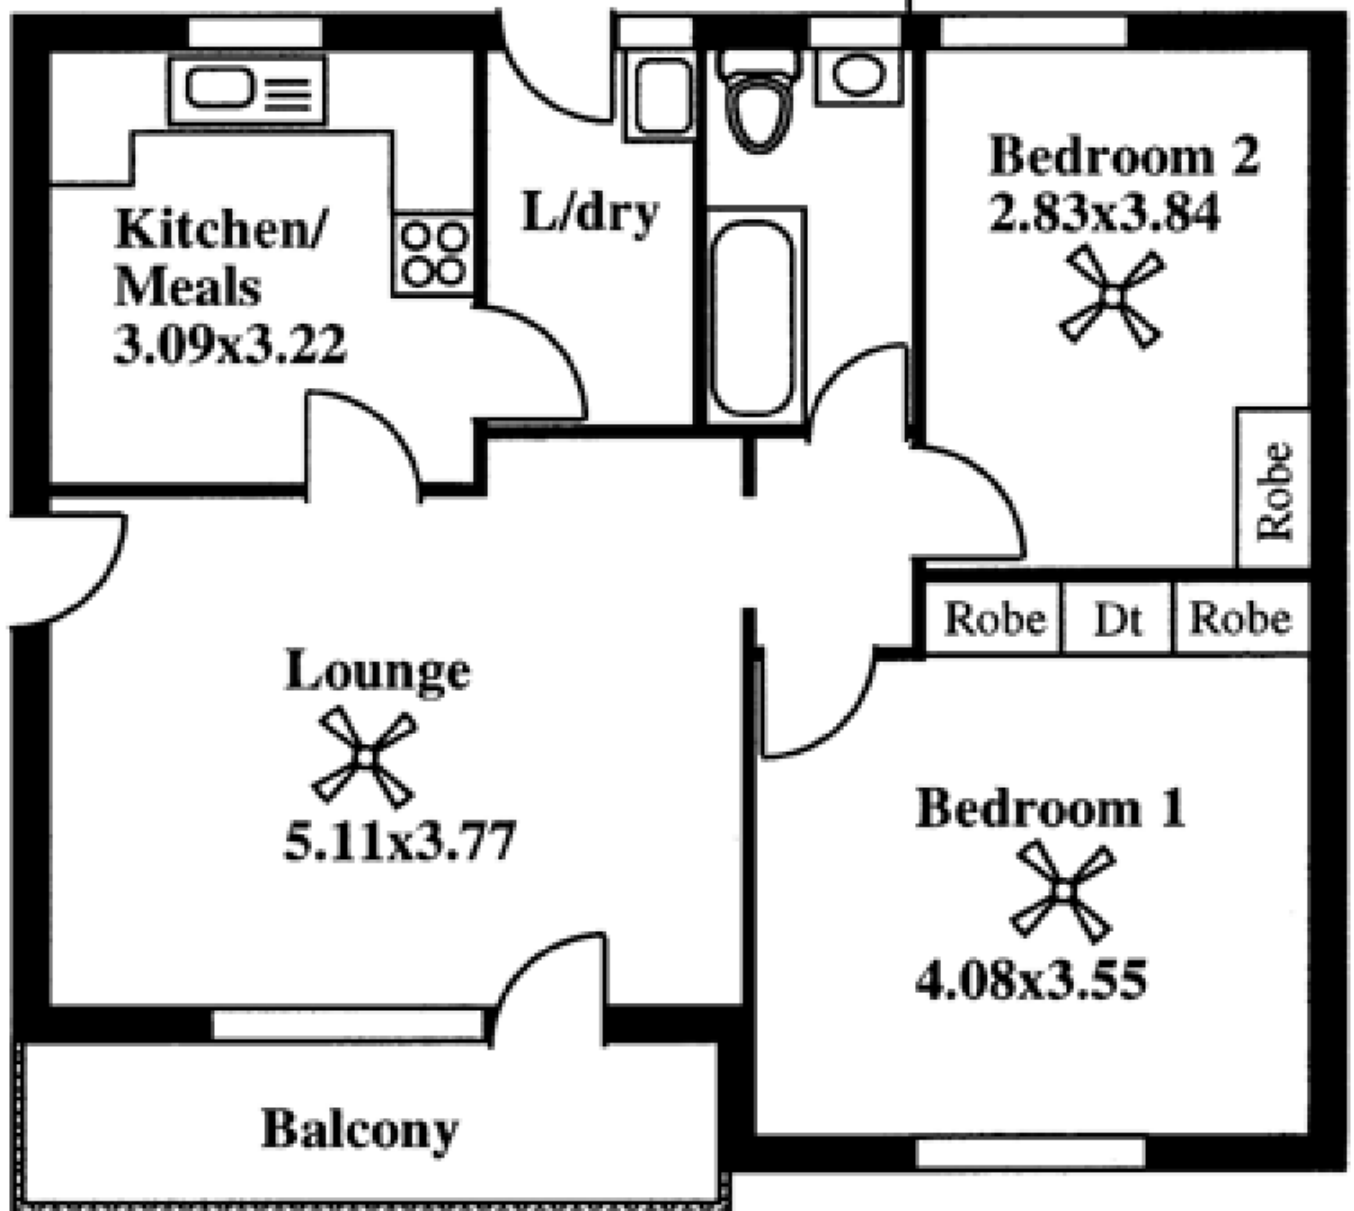 Kitchen/
Meals
3.09x3.22
L/dry
Bedroom 2
2.83x3.84
Robe
Robe
Dt
Robe
Lounge
5.11x3.77
Bedroom 1
4.08x3.55
Balcony